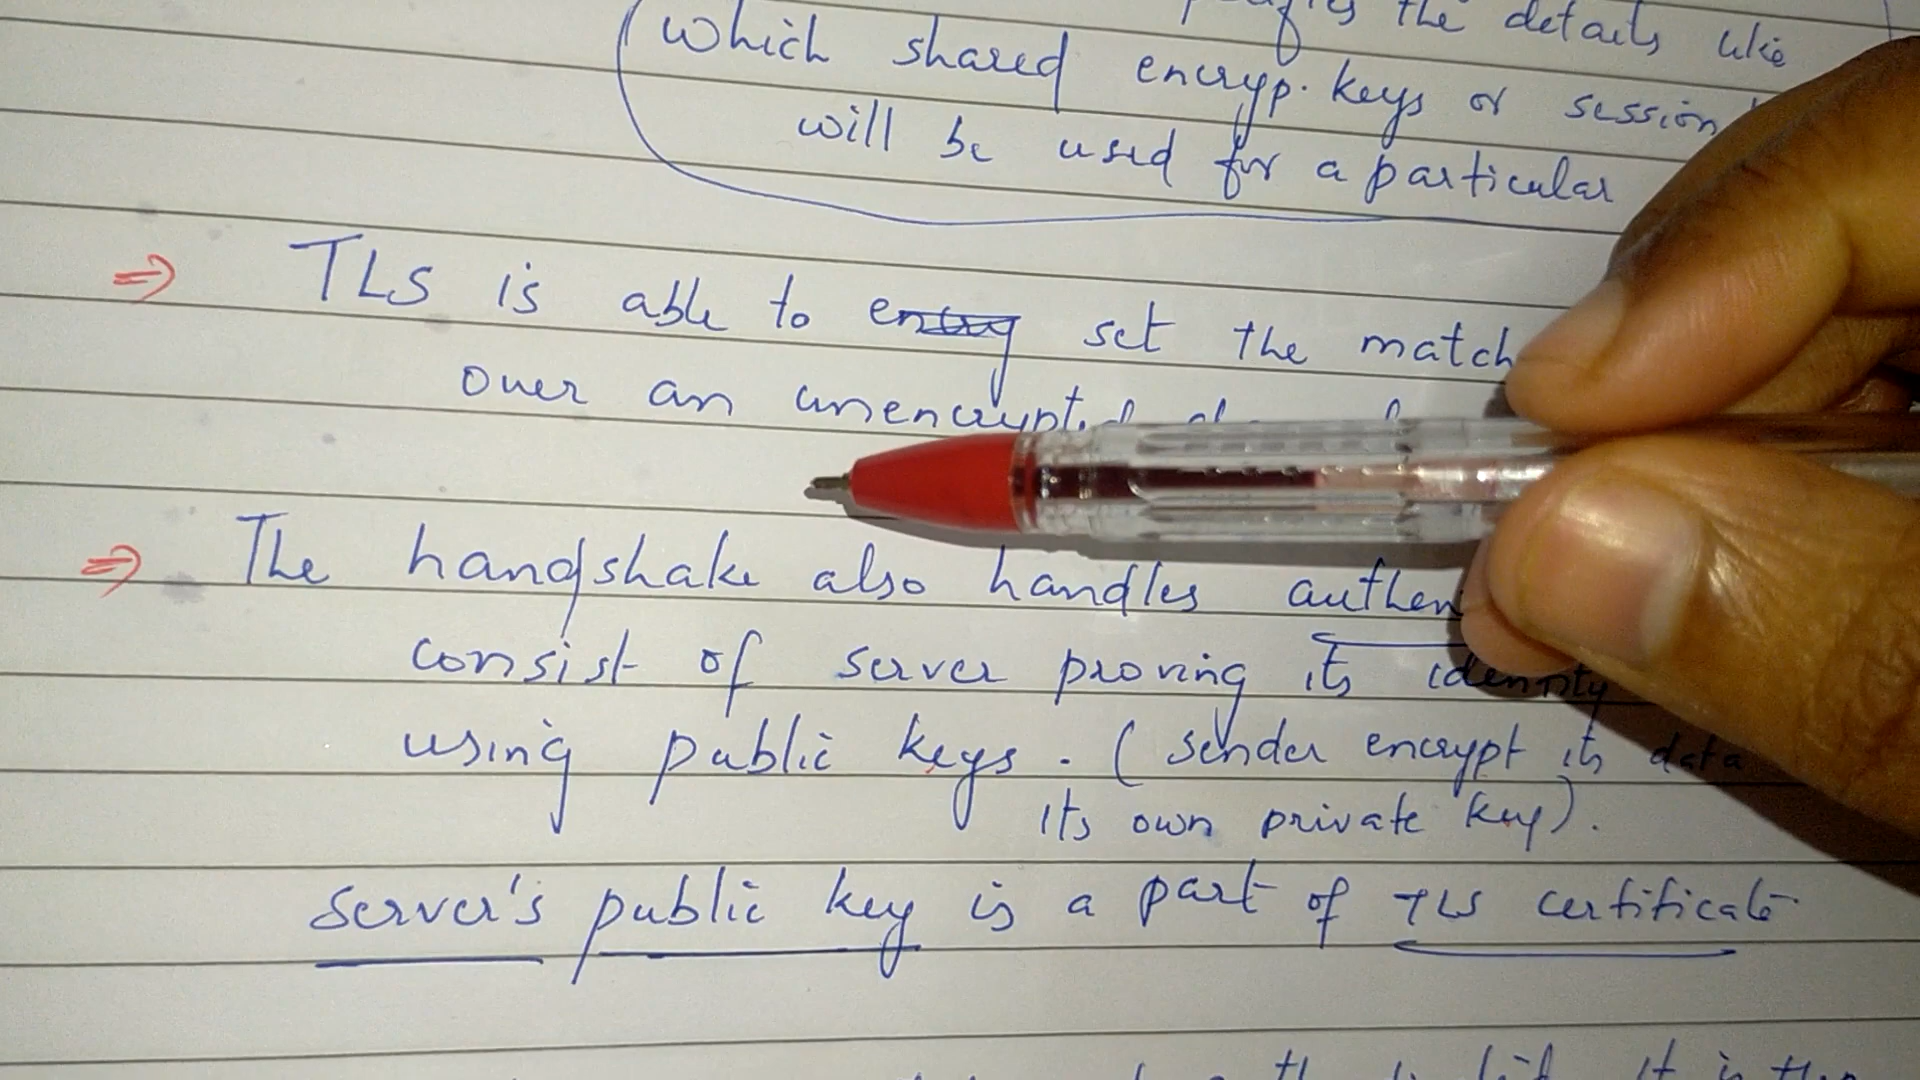 the details like
which shared encryp. keys or session
will be used for a particular
⇒ TLS is able to set the match
over an unencrypted
⇒ The handshake also handles authen
consist of server proving its identity
using public keys. (sender encrypt its data
its own private key).
server's public key is a part of TLS certificate